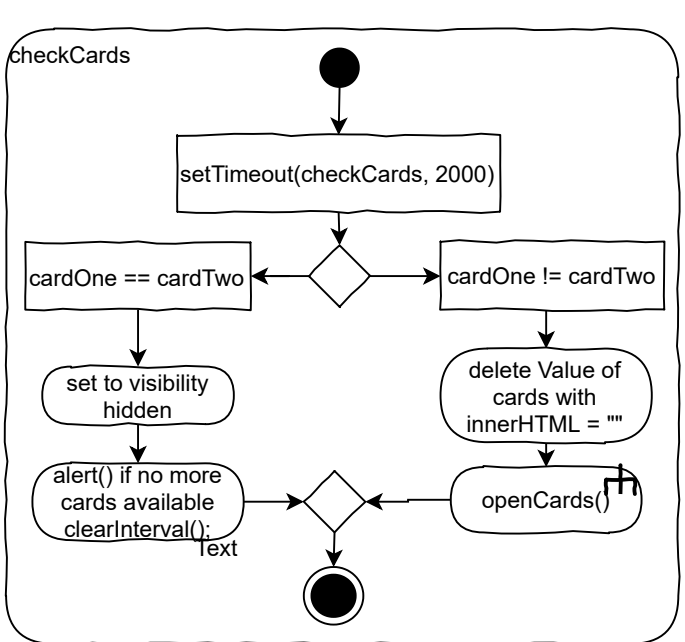 checkCards
setTimeout(checkCards, 2000)
cardOne == cardTwo
cardOne != cardTwo
set to visibility
hidden
delete Value of
cards with
innerHTML = ""
alert() if no more
cards available
clearInterval();
Text
openCards()